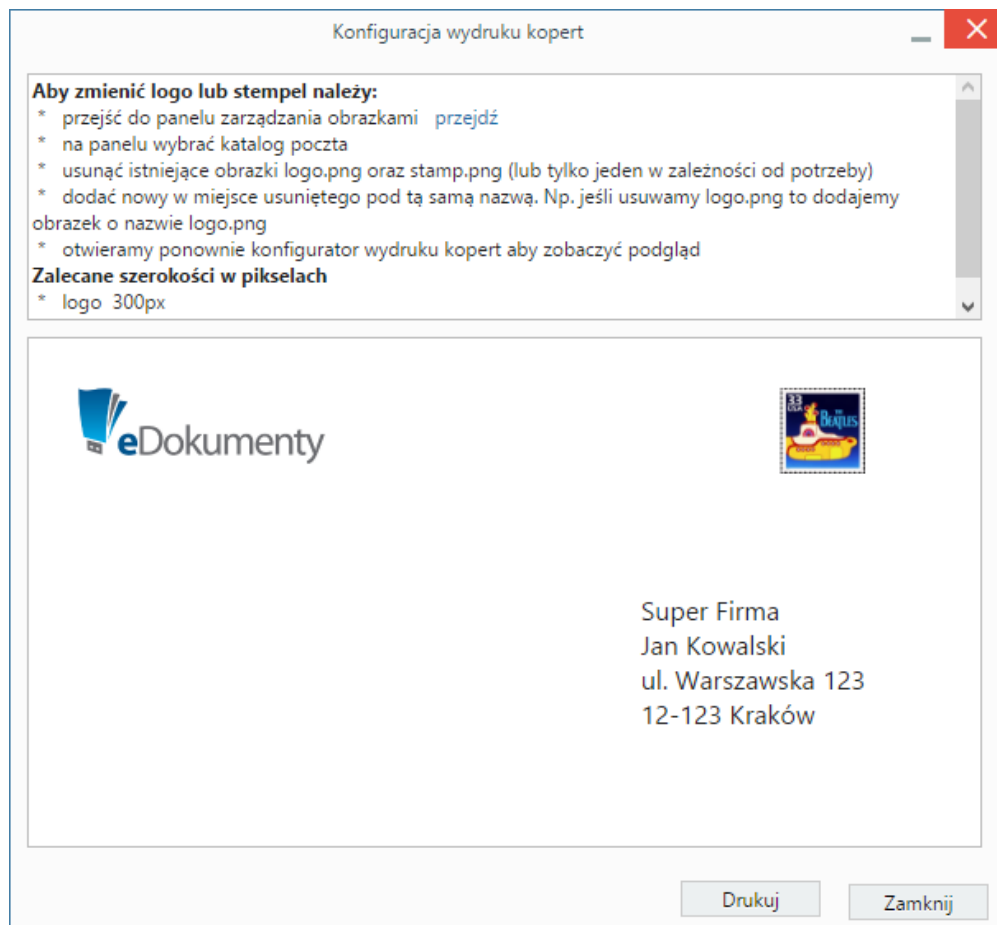 Konfiguracja wydruku kopert
Aby zmienić logo lub stempel należy:
* przejść do panelu zarządzania obrazkami przejdź
* na panelu wybrać katalog poczta
* usunąć istniejące obrazki logo.png oraz stamp.png (lub tylko jeden w zależności od potrzeby)
* dodać nowy w miejsce usuniętego pod tą samą nazwą. Np. jeśli usuwamy logo.png to dodajemy
obrazek o nazwie logo.png
* otwieramy ponownie konfigurator wydruku kopert aby zobaczyć podgląd
Zalecane szerokości w pikselach
* logo 300px
eDokumenty
33
USA
THE
BEATLES
Super Firma
Jan Kowalski
ul. Warszawska 123
12-123 Kraków
Drukuj
Zamknij